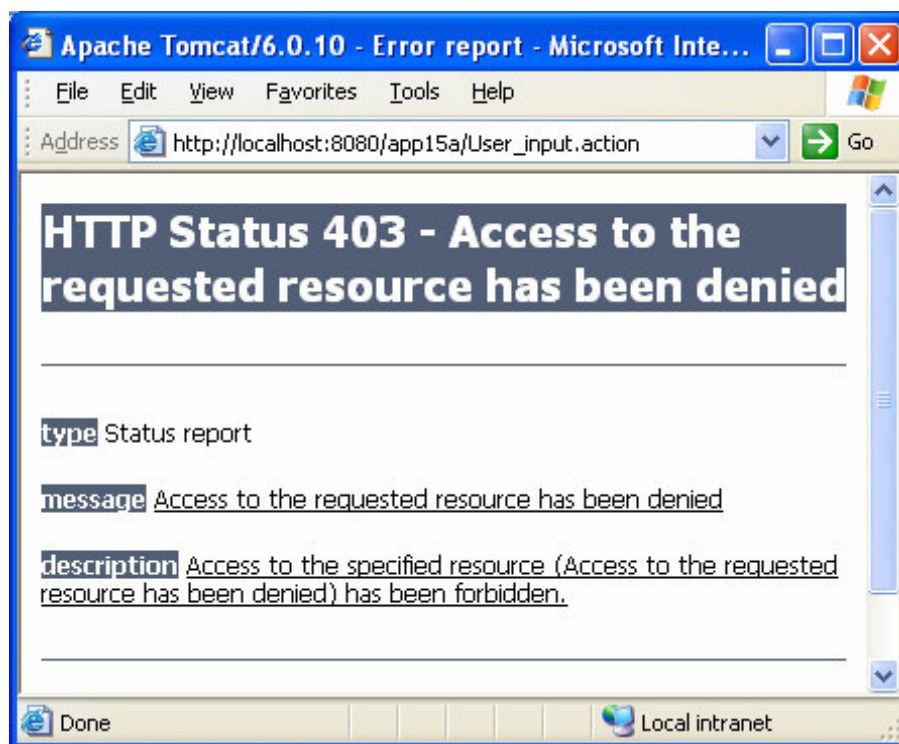 Apache Tomcat/6.0.10 - Error report - Microsoft Inte...
File Edit View Favorites Tools Help
Address http://localhost:8080/app15a/User_input.action Go
HTTP Status 403 - Access to the
requested resource has been denied
type Status report
message Access to the requested resource has been denied
description Access to the specified resource (Access to the requested
resource has been denied) has been forbidden.
Done Local intranet